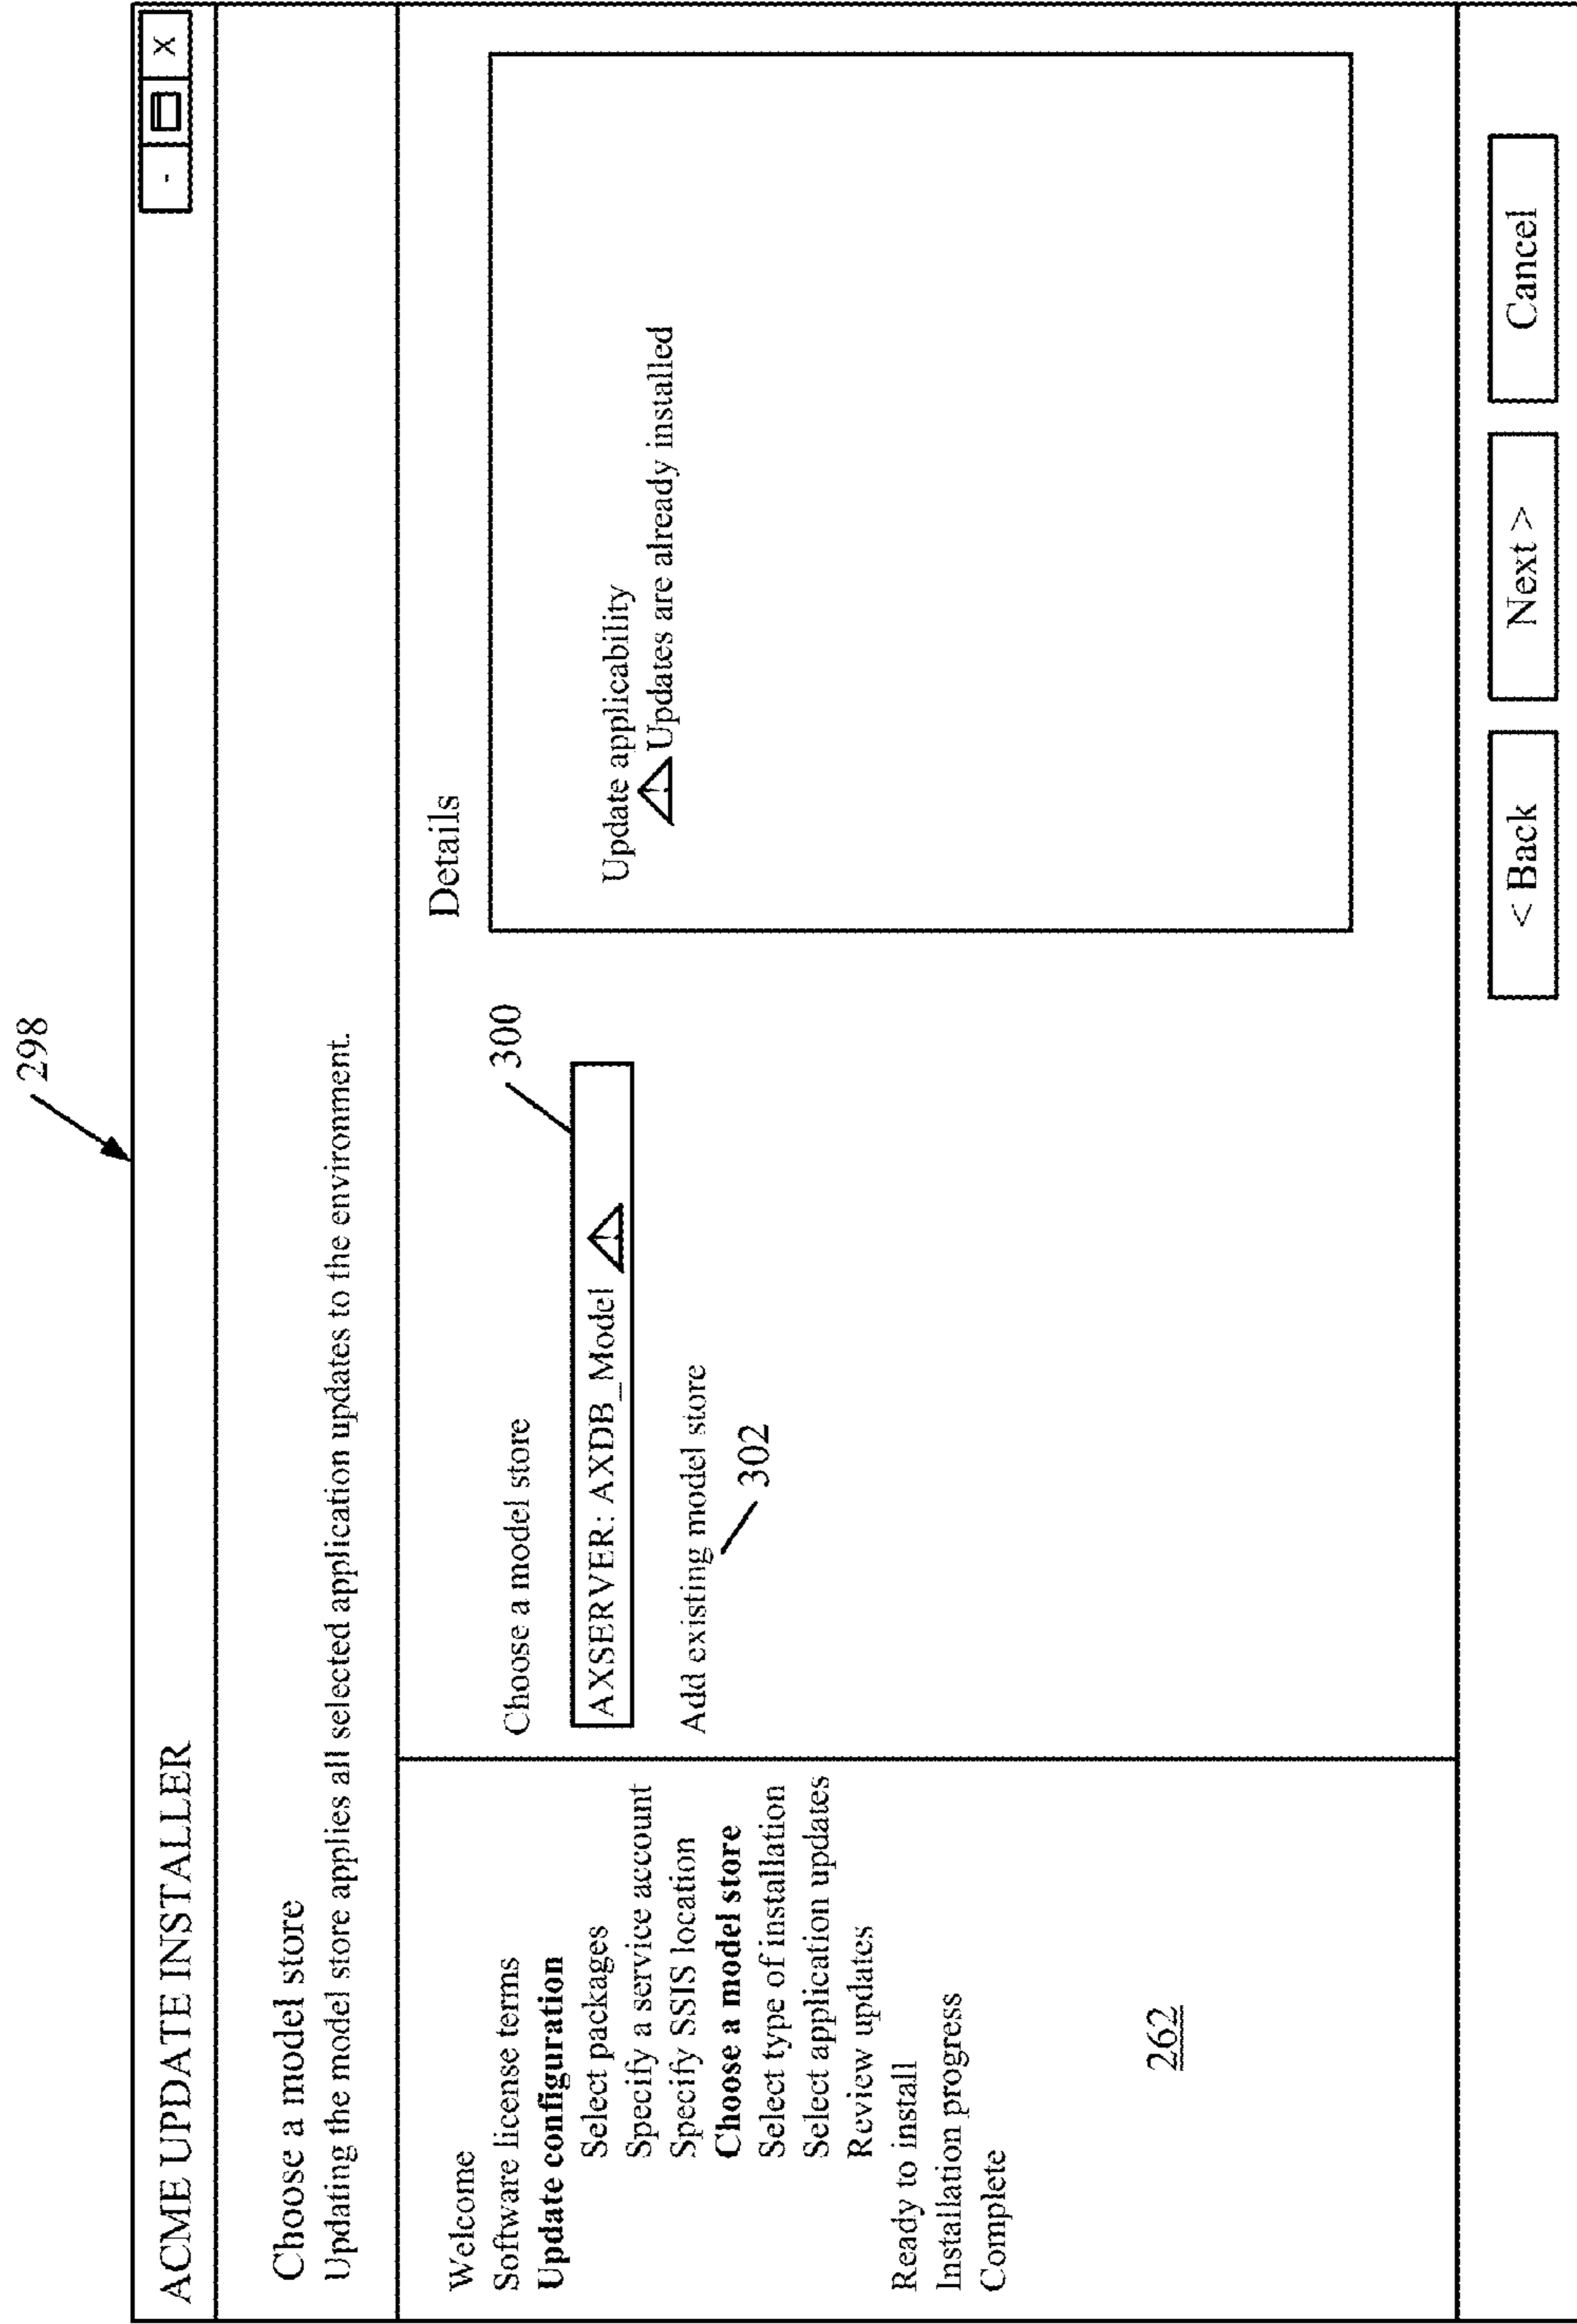 298
ACME UPDATE INSTALLER
- X
Choose a model store
Updating the model store applies all selected application updates to the environment.
Welcome
Software license terms
Update configuration
Select packages
Specify a service account
Specify SSIS location
Choose a model store
Select type of installation
Select application updates
Review updates
Ready to install
Installation progress
Complete
262
Choose a model store
300
AXSERVER: AXDB_Model !
Add existing model store
302
Details
Update applicability
! Updates are already installed
< Back
Next >
Cancel